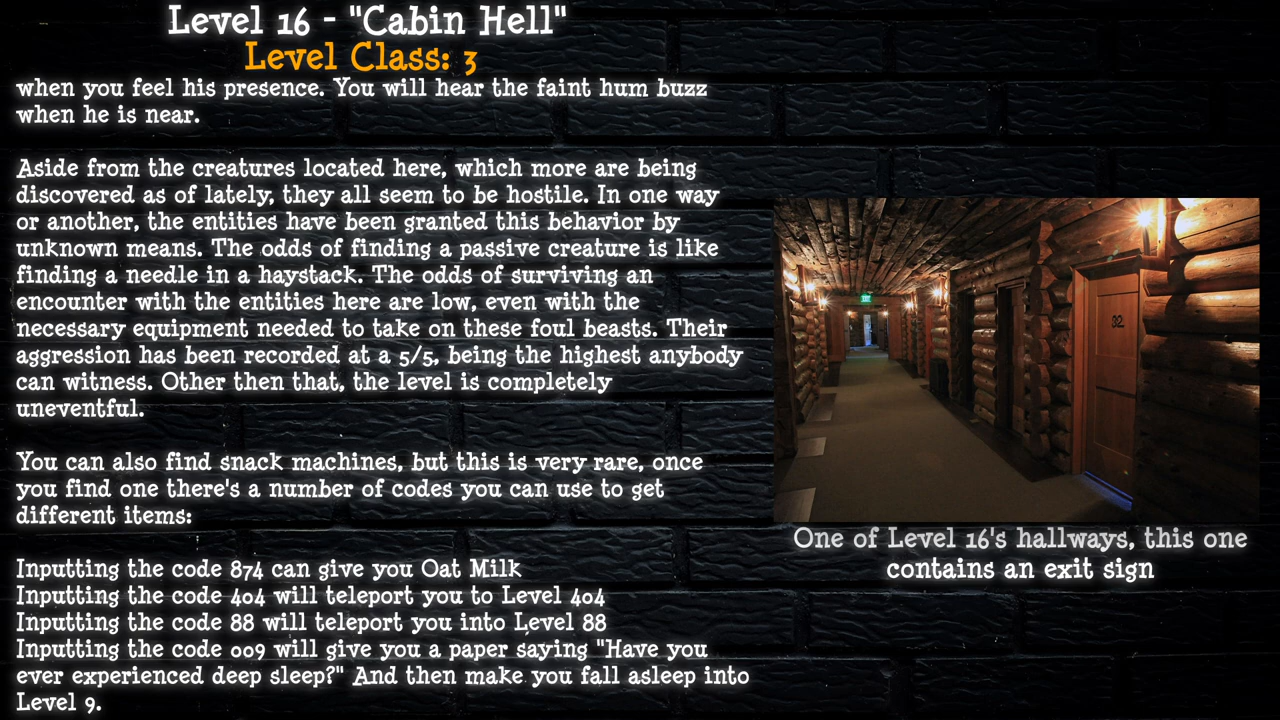 Level 16 - "Cabin Hell"
Level Class: 3
when you feel his presence. You will hear the faint hum buzz
when he is near.
Aside from the creatures located here, which more are being
discovered as of lately, they all seem to be hostile. In one way
or another, the entities have been granted this behavior by
unknown means. The odds of finding a passive creature is like
finding a needle in a haystack. The odds of surviving an
encounter with the entities here are low, even with the
necessary equipment needed to take on these foul beasts. Their
aggression has been recorded at a 5/5, being the highest anybody
can witness. Other then that, the level is completely
uneventful.
You can also find snack machines, but this is very rare, once
you find one there's a number of codes you can use to get
different items:
Inputting the code 874 can give you Oat Milk
Inputting the code 404 will teleport you to Level 404
Inputting the code 88 will teleport you into Level 88
Inputting the code 009 will give you a paper saying "Have you
ever experienced deep sleep?" And then make you fall asleep into
Level 9.
32
One of Level 16's hallways, this one
contains an exit sign